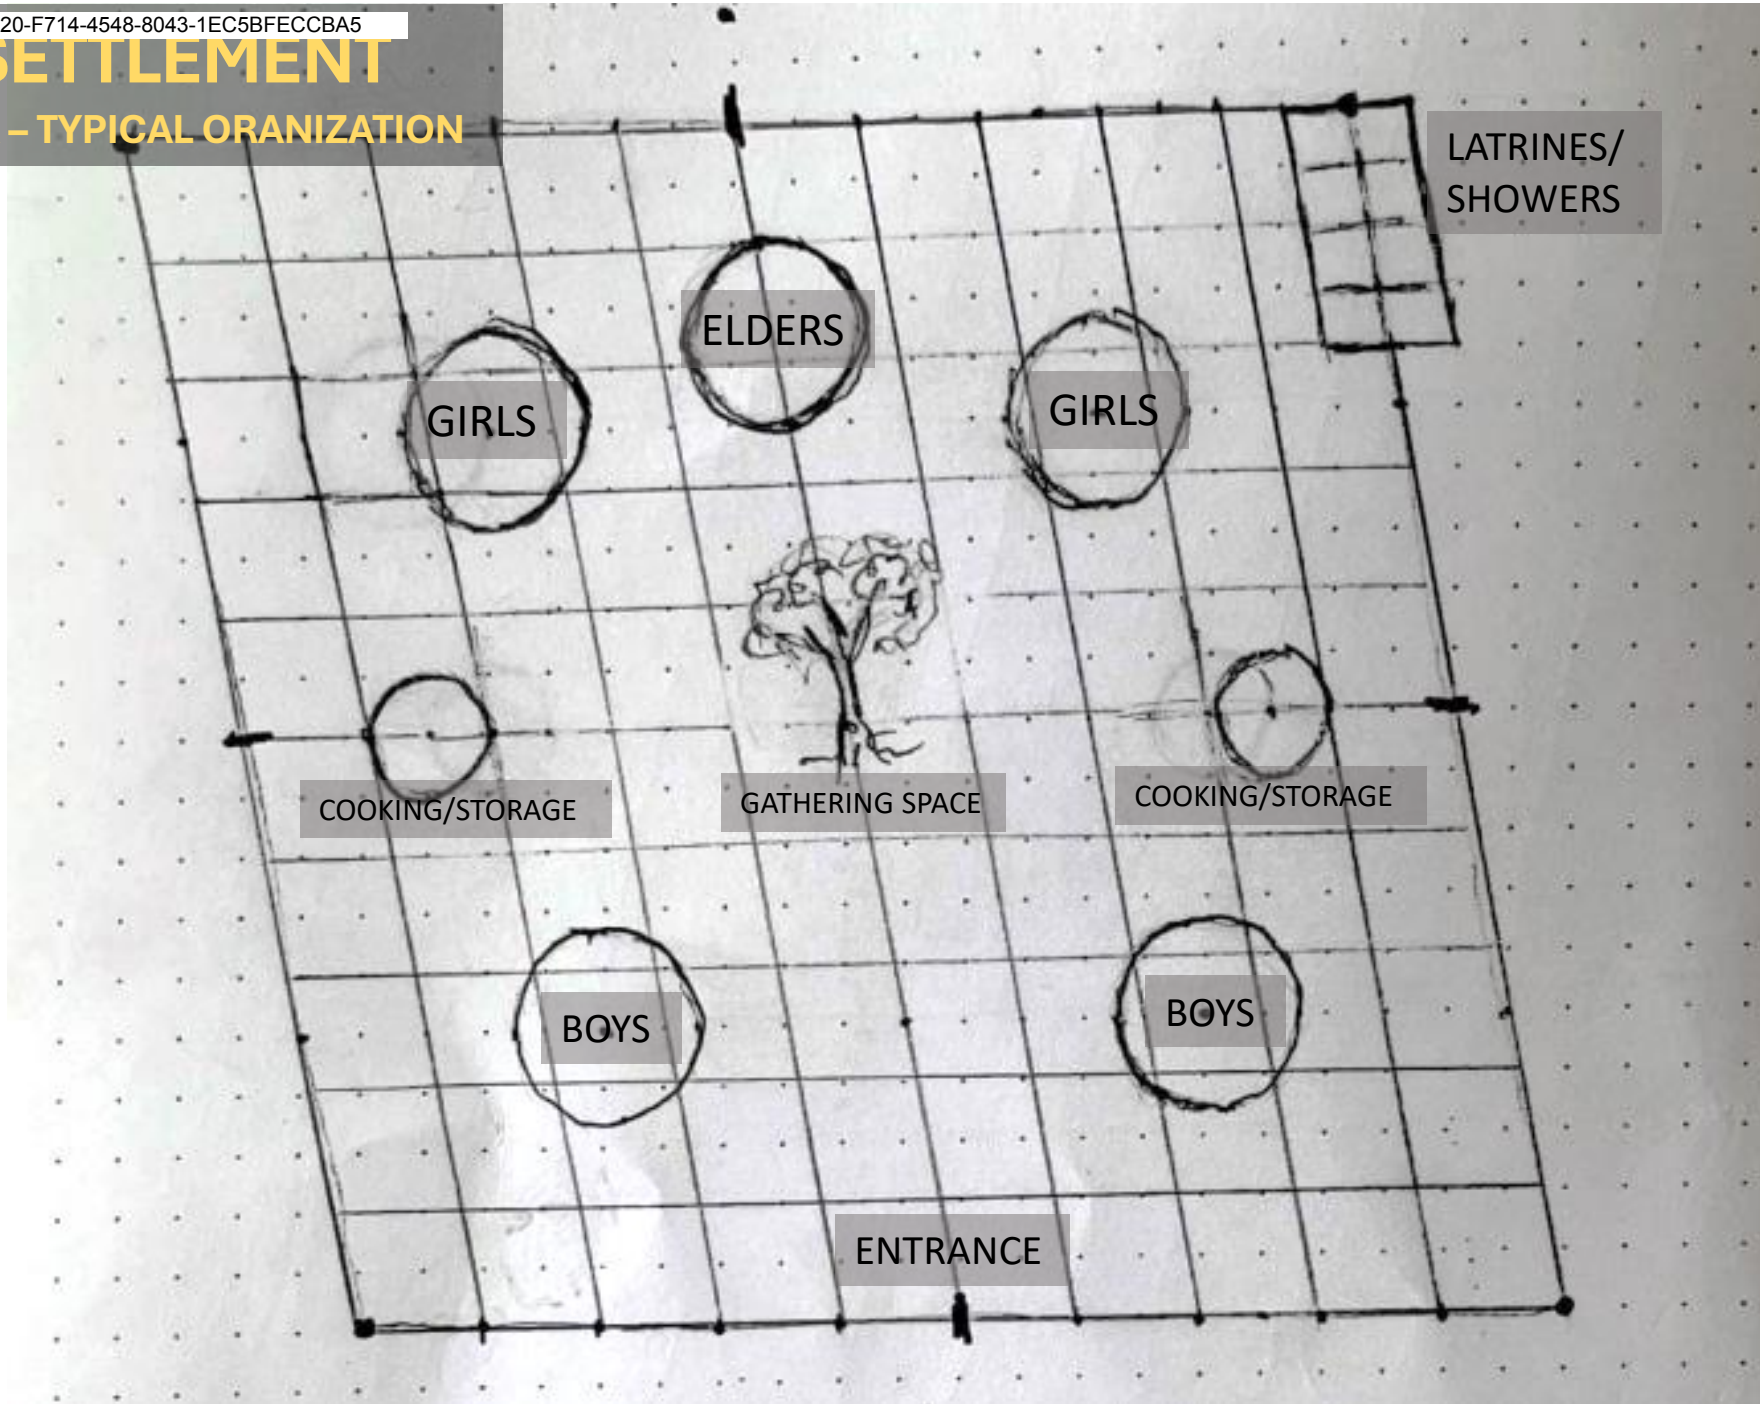 20-F714-4548-8043-1EC5BFECCBA5
SETTLEMENT
– TYPICAL ORANIZATION
LATRINES/
SHOWERS
ELDERS
GIRLS
GIRLS
COOKING/STORAGE
GATHERING SPACE
COOKING/STORAGE
BOYS
BOYS
ENTRANCE